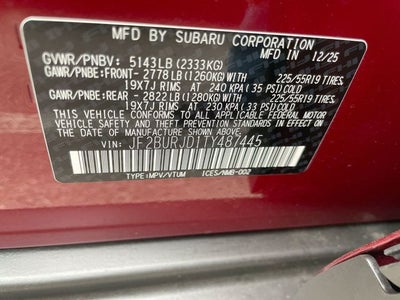 MFD BY SUBARU CORPORATION
GVWR/PNBV: 5143LB (2333KG) MFD IN 12/25
GAWR/PNBE:FRONT- 2778LB(1260KG)WITH 225/55R19 TIRES,
19X7J RIMS AT 240 KPA(35 PSI)COLD
GAWR/PNBE:REAR - 2822LB(1280KG)WITH 225/55R19 TIRES,
19X7J RIMS AT 230 KPA(33 PSI)COLD
THIS VEHICLE CONFORMS TO ALL APPLICABLE FEDERAL MOTOR
VEHICLE SAFETY AND THEFT PREVENTION STANDARDS IN EFFECT
ON THE DATE OF MANUFACTURE SHOWN ABOVE.
VIN: JF2BURJD1TY487445
TYPE:MPV/VTUM ICES/NMB-002